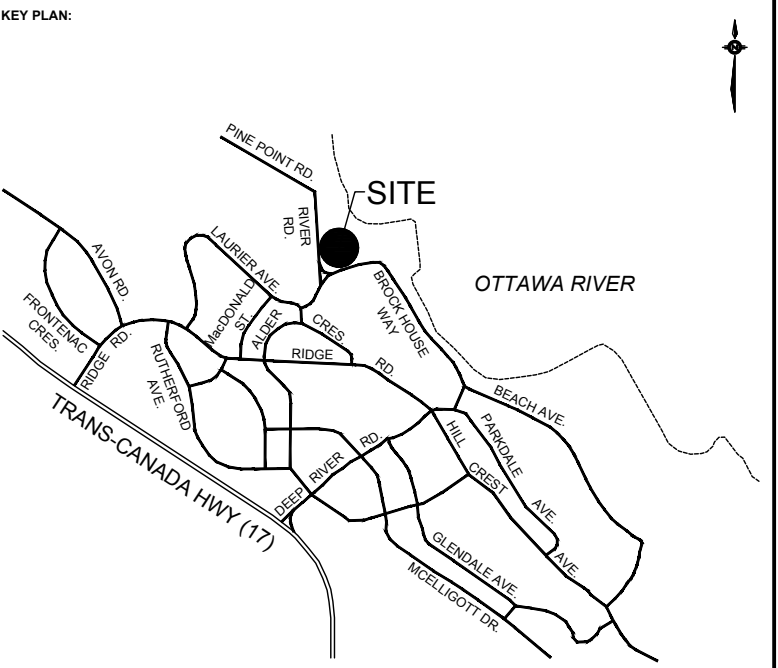 KEY PLAN:
N
PINE POINT RD.
SITE
RIVER
RD.
LAURIER AVE.
AVON RD.
OTTAWA RIVER
BROCK HOUSE
WAY
MacDONALD
ST.
ALDER
CRES.
FRONTENAC
CRES.
RIDGE RD.
RUTHERFORD
AVE.
RIDGE
RD.
BEACH AVE.
TRANS-CANADA HWY (17)
DEEP
RIVER
RD.
HILL
CREST
AVE.
PARKDALE
AVE.
GLENDALE AVE.
MCELLIGOTT DR.